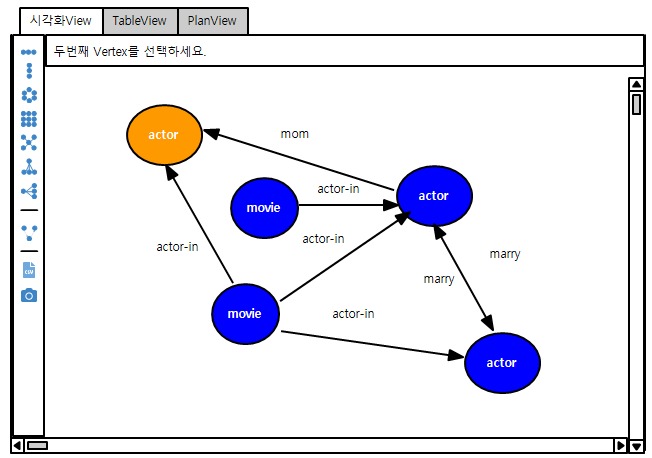 시각화View
TableView
PlanView
두번째 Vertex를 선택하세요.
actor
mom
movie
actor-in
actor
actor-in
actor-in
marry
marry
movie
actor-in
actor
CSV